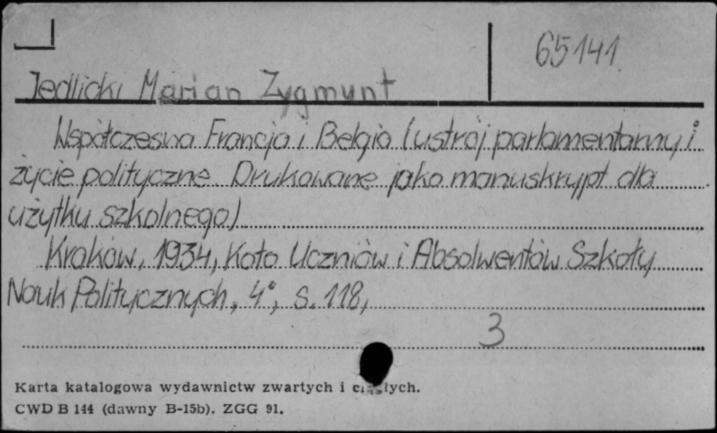 65141
Jedlicki Marian Zygmunt
Współczesna Francja i Belgia (ustrój parlamentarny i
życie polityczne. Drukowane jako manuskrypt dla
użytku szkolnego)
Kraków, 1934, Koło Uczniów i Absolwentów Szkoły
Nauk Politycznych, 4°, s. 118,
3
Karta katalogowa wydawnictw zwartych i
CWD B 144 (dawny B-15b). ZGG 91.